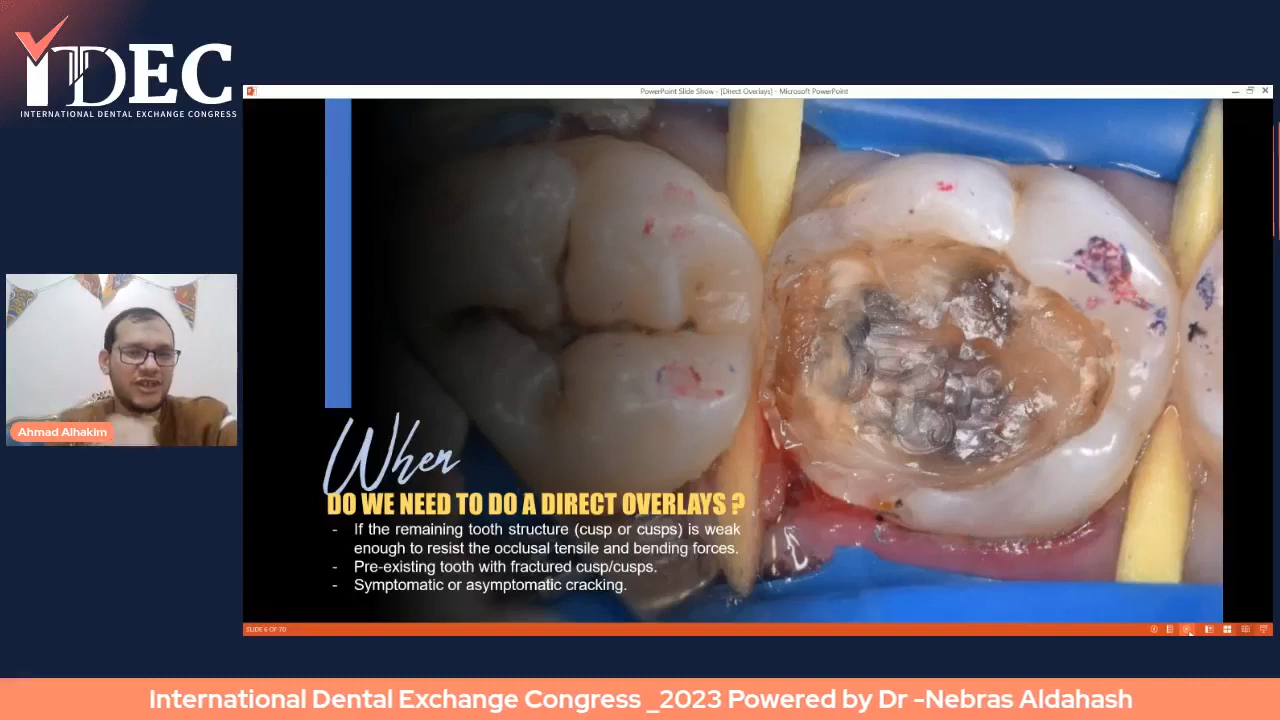 IDEC
INTERNATIONAL DENTAL EXCHANGE CONGRESS
PowerPoint Slide Show - [Direct Overlays] - Microsoft PowerPoint
Ahmad Alhakim
When
DO WE NEED TO DO A DIRECT OVERLAYS ?
- If the remaining tooth structure (cusp or cusps) is weak
enough to resist the occlusal tensile and bending forces.
- Pre-existing tooth with fractured cusp/cusps.
- Symptomatic or asymptomatic cracking.
SLIDE 6 OF 70
International Dental Exchange Congress _2023 Powered by Dr -Nebras Aldahash